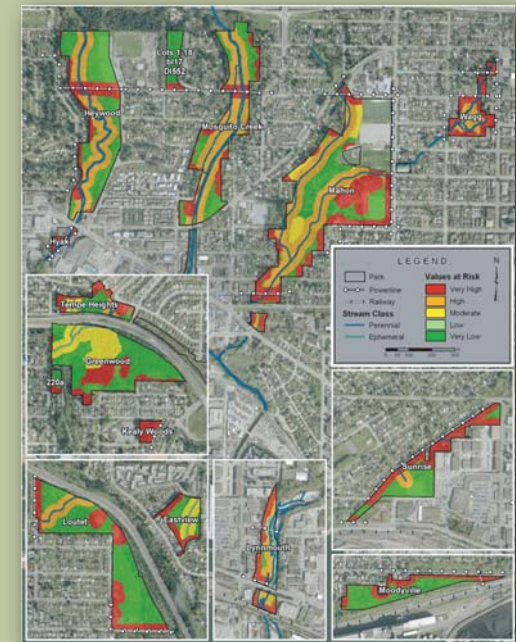 Lots T-18
bl17
Dl552
Heywood
Mosquito Creek
Wagg
Mahon
Hyak
LEGEND
N
Park
Powerline
Railway
Stream Class
Perennial
Ephemeral
Values at Risk
Very High
High
Moderate
Low
Very Low
Tempe Heights
Greenwood
220a
Kealy Woods
Sunrise
Loutet
Eastview
Lynnmouth
Moodyville